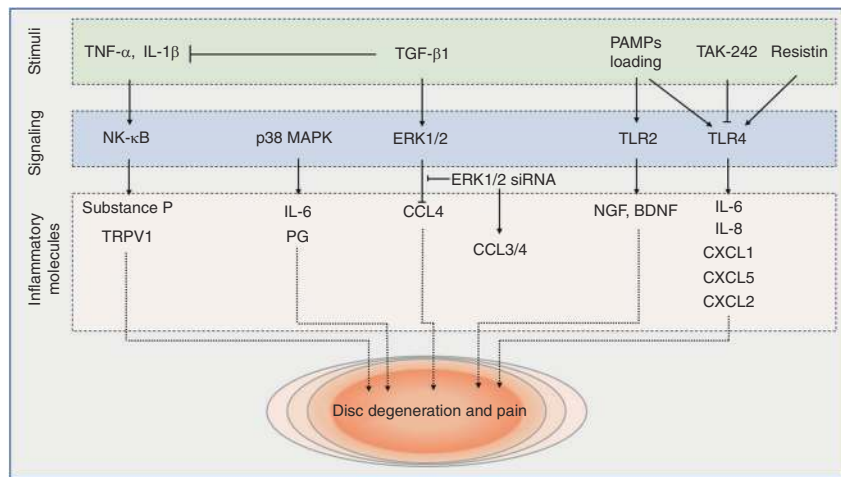 Stimuli
TNF-α, IL-1β
TGF-β1
PAMPs
loading
TAK-242
Resistin
Signaling
NK-κB
p38 MAPK
ERK1/2
TLR2
TLR4
ERK1/2 siRNA
Inflammatory
molecules
Substance P
TRPV1
IL-6
PG
CCL4
CCL3/4
NGF, BDNF
IL-6
IL-8
CXCL1
CXCL5
CXCL2
Disc degeneration and pain